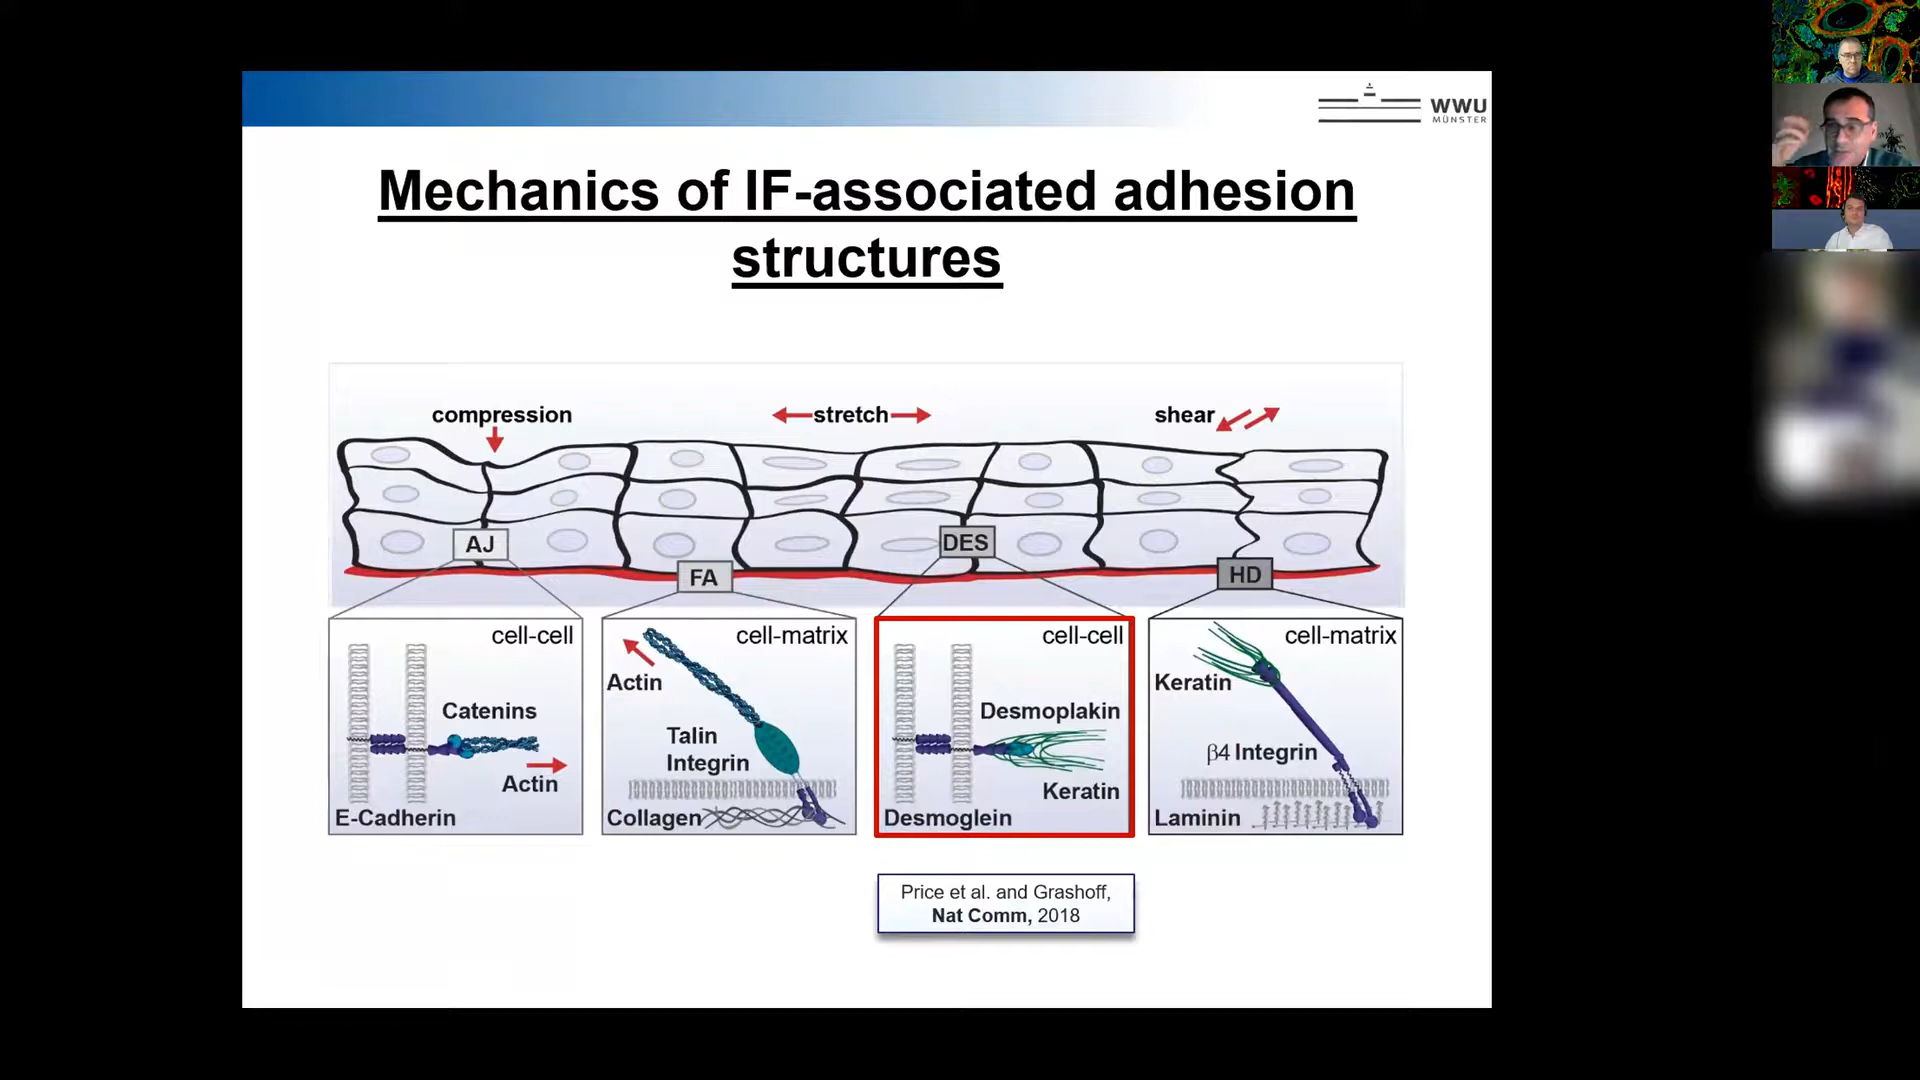 WWU
MÜNSTER
Mechanics of IF-associated adhesion
structures
compression
stretch
shear
AJ
FA
DES
HD
cell-cell
Catenins
Actin
E-Cadherin
cell-matrix
Actin
Talin
Integrin
Collagen
cell-cell
Desmoplakin
Keratin
Desmoglein
cell-matrix
Keratin
β4 Integrin
Laminin
Price et al. and Grashoff,
Nat Comm, 2018